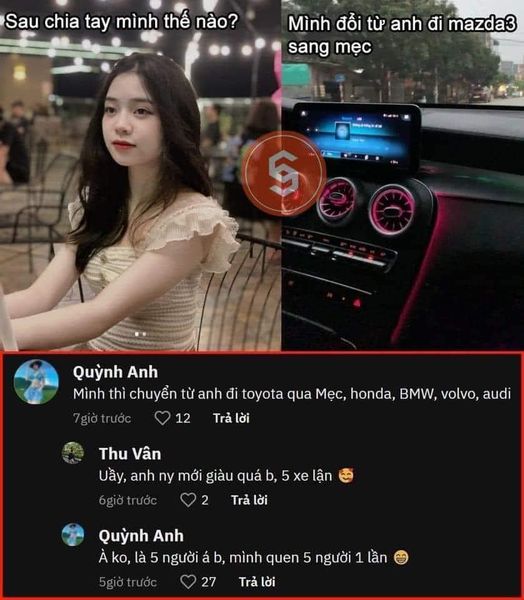 Sau chia tay mình thế nào?
Mình đổi từ anh đi mazda3
sang mẹc
Quỳnh Anh
Mình thì chuyển từ anh đi toyota qua Mẹc, honda, BMW, volvo, audi
7giờ trước 12 Trả lời
Thu Vân
Uầy, anh ny mới giàu quá b, 5 xe lận 🥰
6giờ trước 2 Trả lời
Quỳnh Anh
À ko, là 5 người á b, mình quen 5 người 1 lần 😁
5giờ trước 27 Trả lời